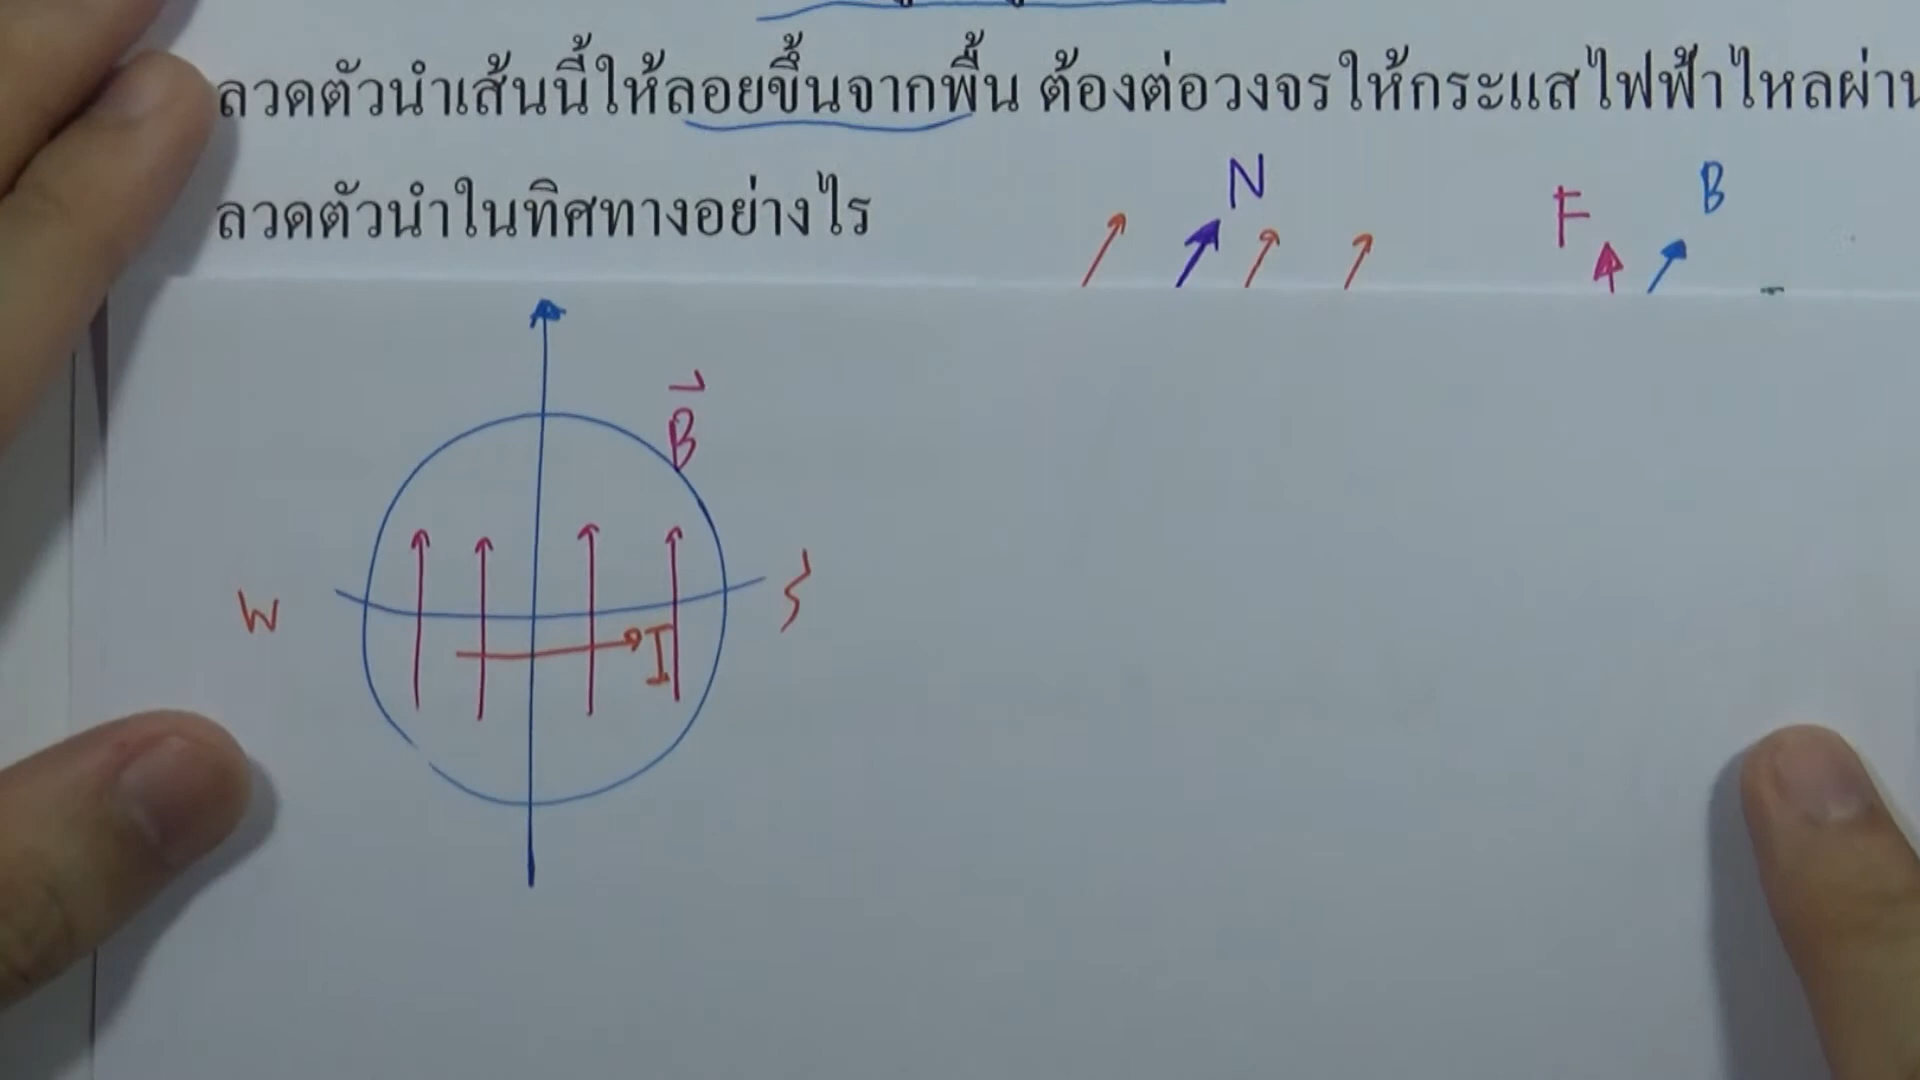 ลวดตัวนำเส้นนี้ให้ลอยขึ้นจากพื้น ต้องต่อวงจรให้กระแสไฟฟ้าไหลผ่าน
ลวดตัวนำในทิศทางอย่างไร
N
F
B
B
W
I